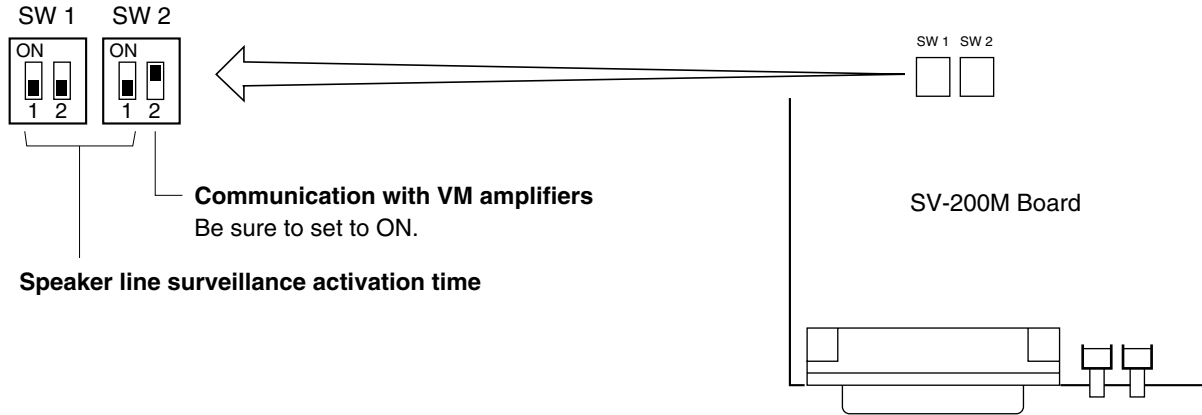 SW 1 SW 2
ON ON
1 2 1 2
SW 1 SW 2
Communication with VM amplifiers
Be sure to set to ON.
SV-200M Board
Speaker line surveillance activation time